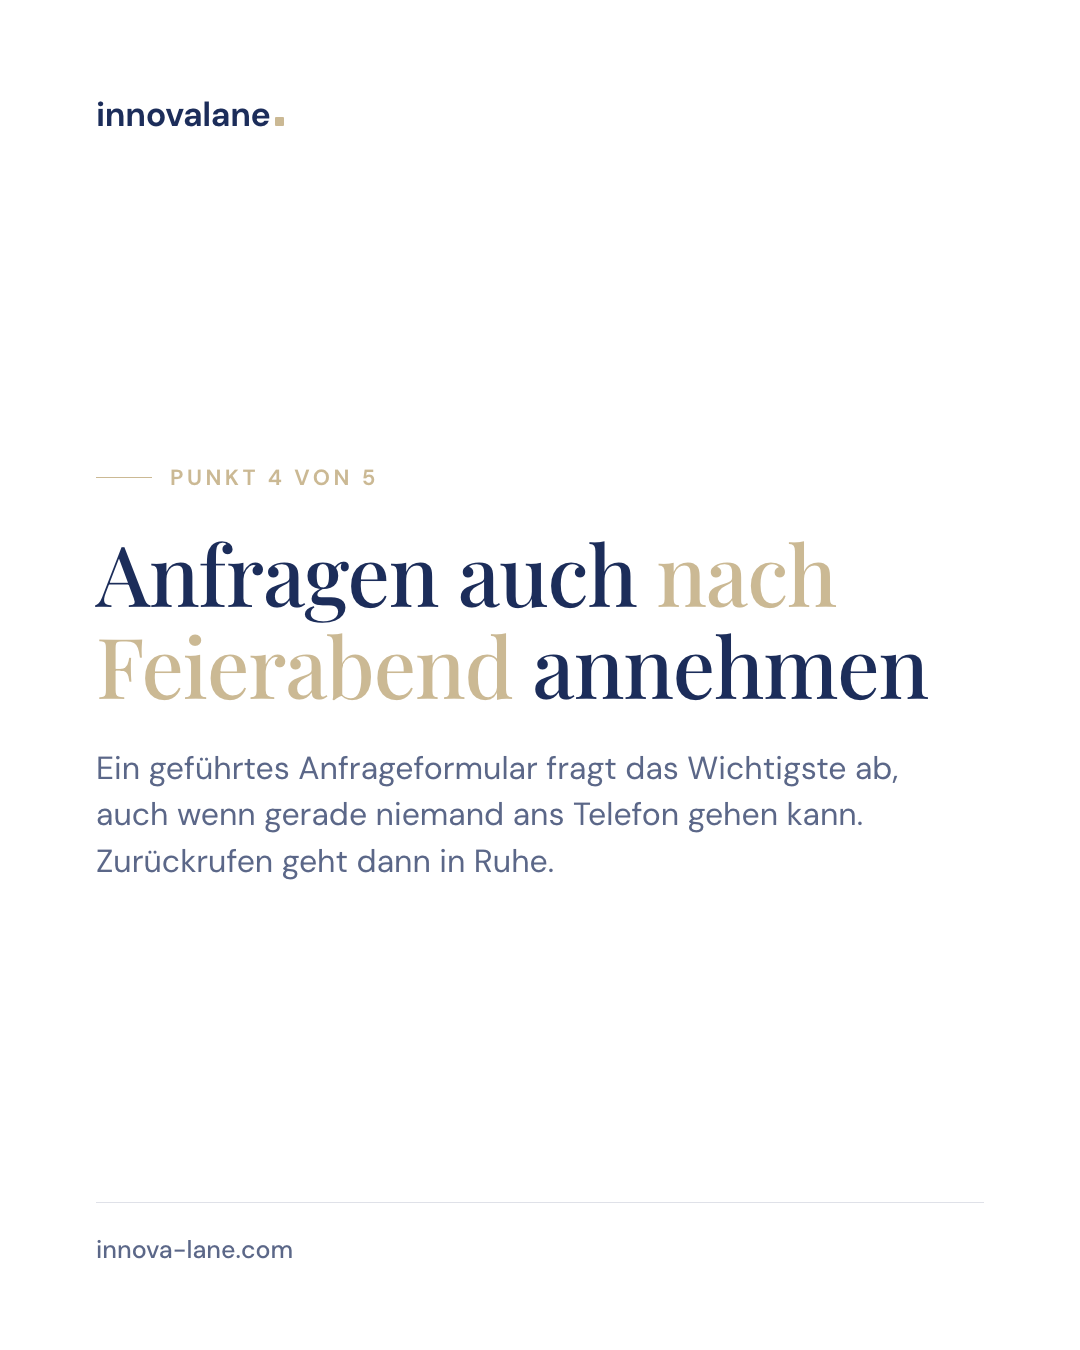 innovalane.
PUNKT 4 VON 5
Anfragen auch nach
Feierabend annehmen
Ein geführtes Anfrageformular fragt das Wichtigste ab,
auch wenn gerade niemand ans Telefon gehen kann.
Zurückrufen geht dann in Ruhe.
innova-lane.com